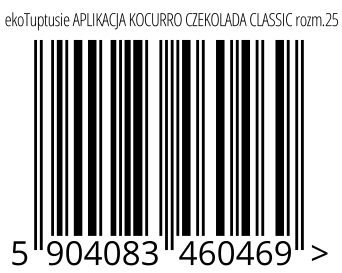 ekoTuptusie APLIKACJA KOCURRO CZEKOLADA CLASSIC rozm.25
5 904083 460469 >